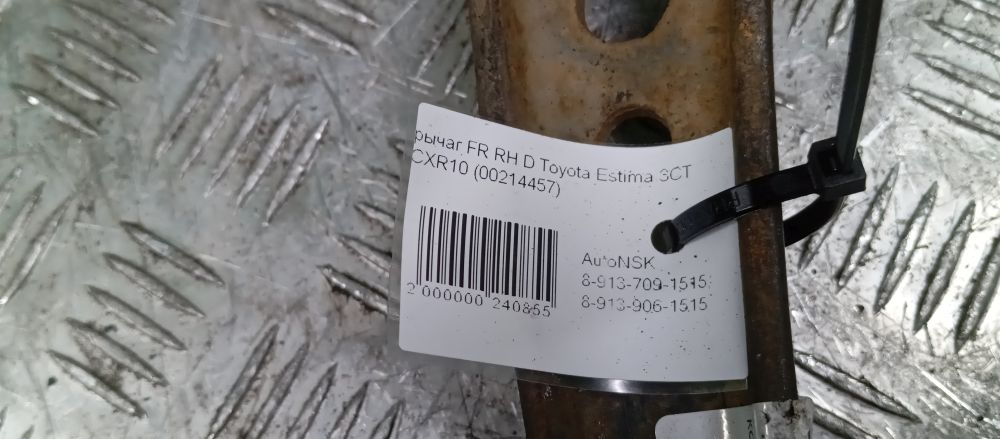 рычаг FR RH D Toyota Estima 3CT
CXR10 (00214457)
2 000000 240855
AutoNSK
8-913-709-1515
8-913-906-1515